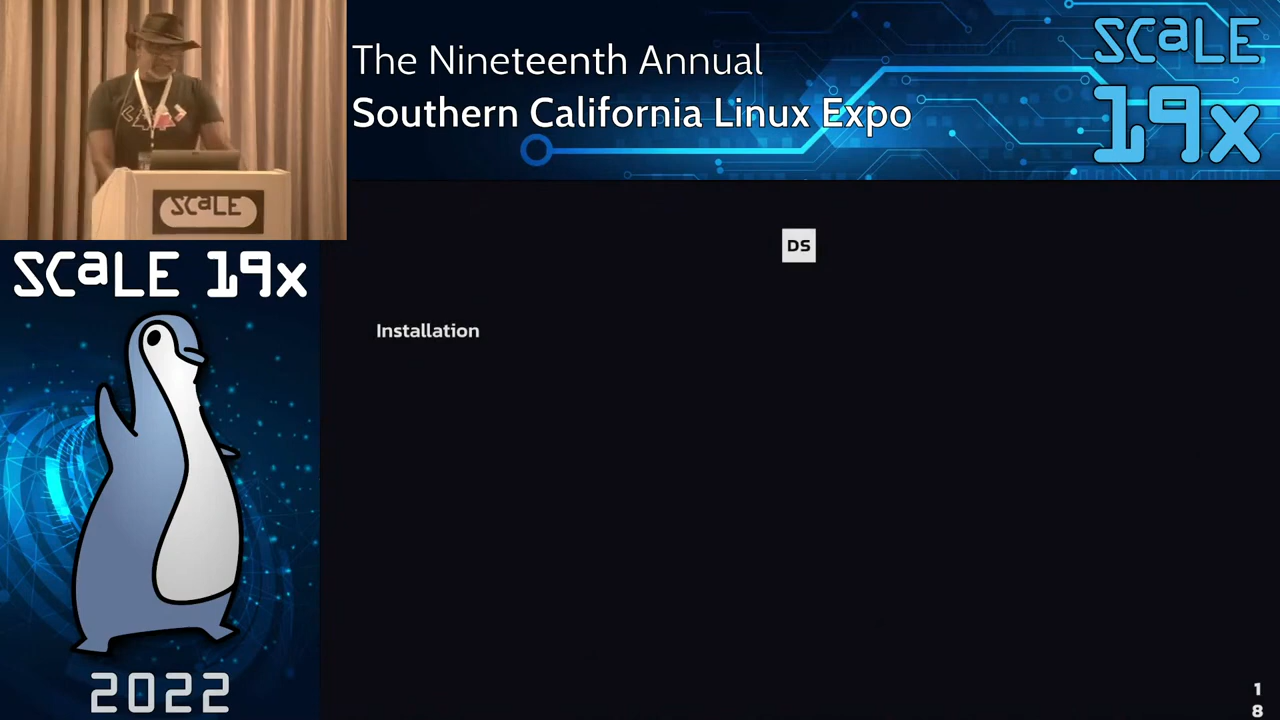 The Nineteenth Annual
Southern California Linux Expo
SCaLE
19x
SCaLE
SCaLE 19x
2022
DS
Installation
1
8